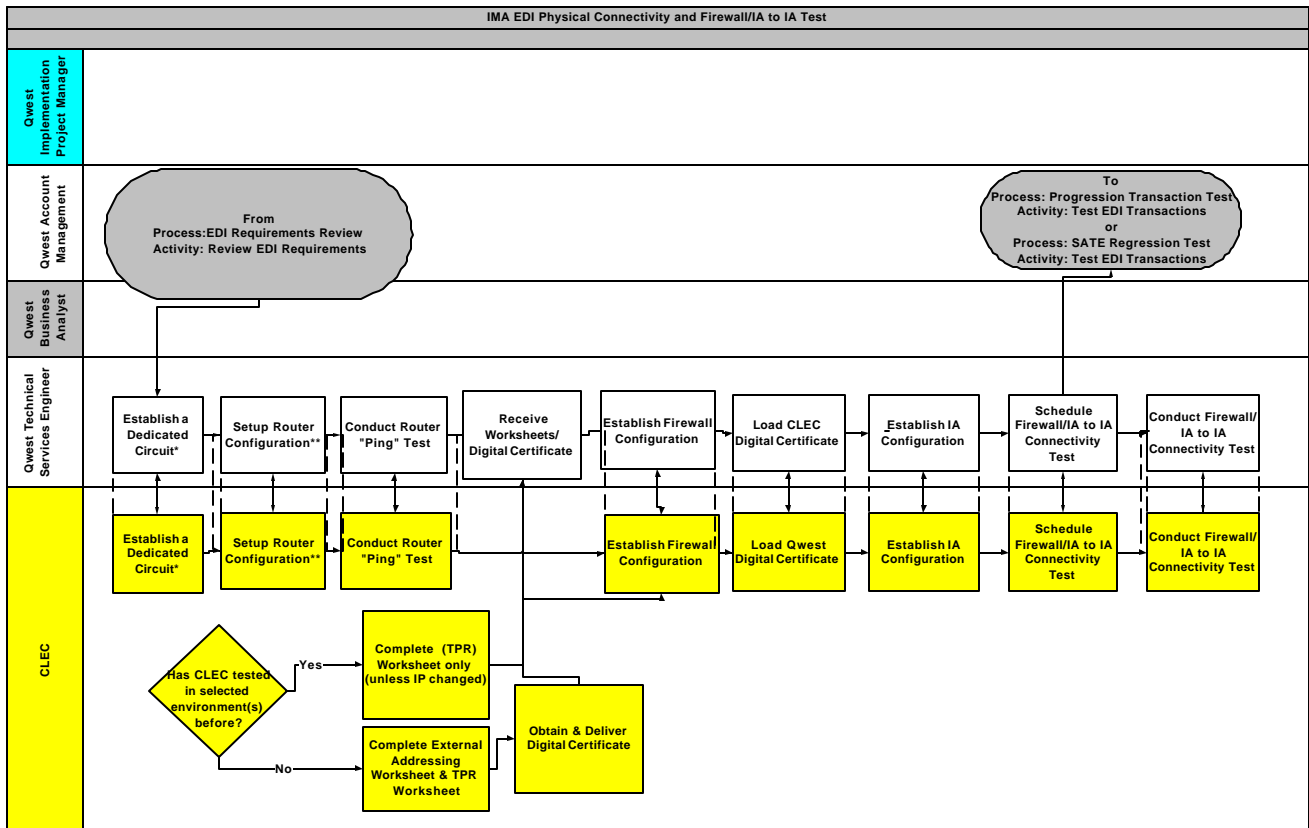 IMA EDI Physical Connectivity and Firewall/IA to IA Test
Qwest
Implementation
Project Manager
Qwest Account
Management
From
Process:EDI Requirements Review
Activity: Review EDI Requirements
To
Process: Progression Transaction Test
Activity: Test EDI Transactions
or
Process: SATE Regression Test
Activity: Test EDI Transactions
Qwest
Business
Analyst
Qwest Technical
Services Engineer
Establish a
Dedicated
Circuit*
Setup Router
Configuration**
Conduct Router
"Ping" Test
Receive
Worksheets/
Digital Certificate
Establish Firewall
Configuration
Load CLEC
Digital Certificate
Establish IA
Configuration
Schedule
Firewall/IA to IA
Connectivity
Test
Conduct Firewall/
IA to IA
Connectivity Test
CLEC
Establish a
Dedicated
Circuit*
Setup Router
Configuration**
Conduct Router
"Ping" Test
Establish Firewall
Configuration
Load Qwest
Digital Certificate
Establish IA
Configuration
Schedule
Firewall/IA to IA
Connectivity
Test
Conduct Firewall/
IA to IA
Connectivity Test
Has CLEC tested
in selected
environment(s)
before?
Yes
Complete (TPR)
Worksheet only
(unless IP changed)
No
Complete External
Addressing
Worksheet & TPR
Worksheet
Obtain & Deliver
Digital Certificate